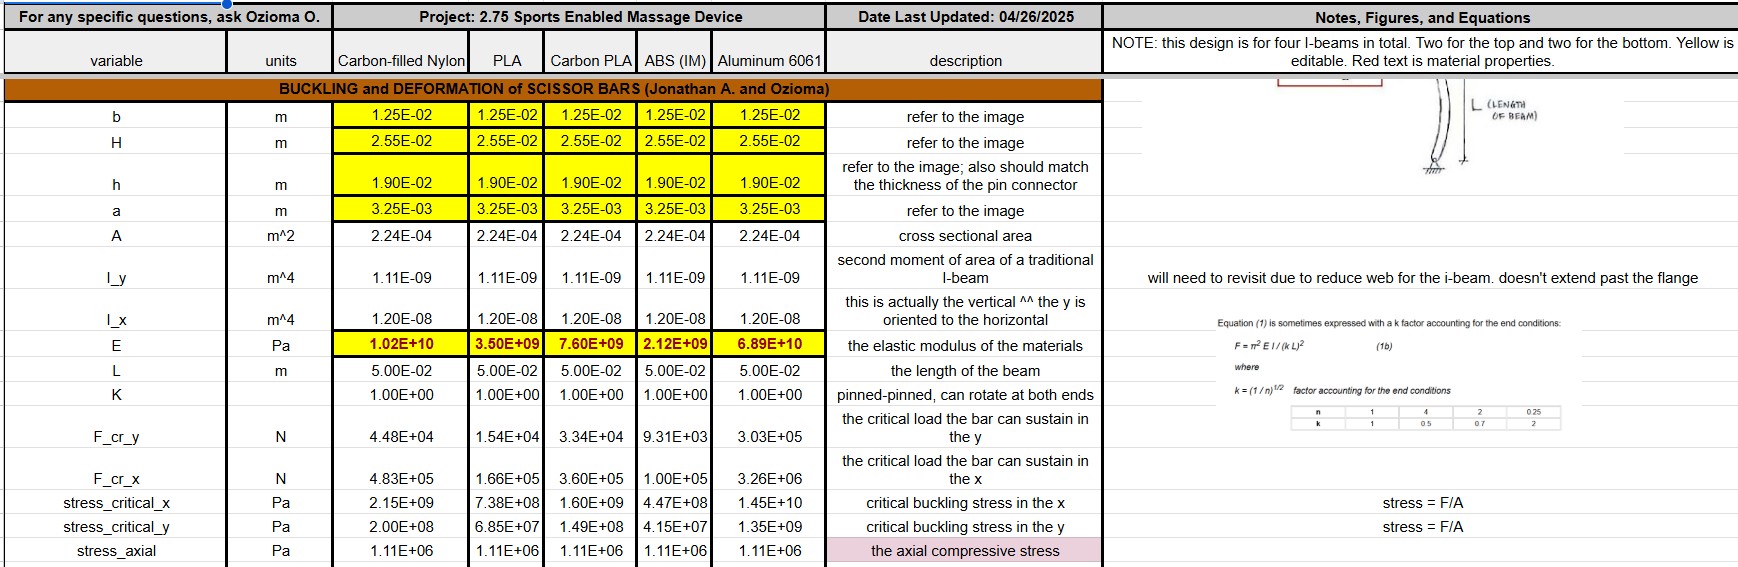 For any specific questions, ask Ozioma O. Project: 2.75 Sports Enabled Massage Device Date Last Updated: 04/26/2025 Notes, Figures, and Equations
variable units Carbon-filled Nylon PLA Carbon PLA ABS (IM) Aluminum 6061 description NOTE: this design is for four I-beams in total. Two for the top and two for the bottom. Yellow is
editable. Red text is material properties.
BUCKLING and DEFORMATION of SCISSOR BARS (Jonathan A. and Ozioma)
b m 1.25E-02 1.25E-02 1.25E-02 1.25E-02 1.25E-02 refer to the image
H m 2.55E-02 2.55E-02 2.55E-02 2.55E-02 2.55E-02 refer to the image
h m 1.90E-02 1.90E-02 1.90E-02 1.90E-02 1.90E-02 refer to the image; also should match
the thickness of the pin connector
a m 3.25E-03 3.25E-03 3.25E-03 3.25E-03 3.25E-03 refer to the image
A m^2 2.24E-04 2.24E-04 2.24E-04 2.24E-04 2.24E-04 cross sectional area
I_y m^4 1.11E-09 1.11E-09 1.11E-09 1.11E-09 1.11E-09 second moment of area of a traditional
I-beam
I_x m^4 1.20E-08 1.20E-08 1.20E-08 1.20E-08 1.20E-08 this is actually the vertical ^^ the y is
oriented to the horizontal
E Pa 1.02E+10 3.50E+09 7.60E+09 2.12E+09 6.89E+10 the elastic modulus of the materials
L m 5.00E-02 5.00E-02 5.00E-02 5.00E-02 5.00E-02 the length of the beam
K 1.00E+00 1.00E+00 1.00E+00 1.00E+00 1.00E+00 pinned-pinned, can rotate at both ends
F_cr_y N 4.48E+04 1.54E+04 3.34E+04 9.31E+03 3.03E+05 the critical load the bar can sustain in
the y
F_cr_x N 4.83E+05 1.66E+05 3.60E+05 1.00E+05 3.26E+06 the critical load the bar can sustain in
the x
stress_critical_x Pa 2.15E+09 7.38E+08 1.60E+09 4.47E+08 1.45E+10 critical buckling stress in the x
stress_critical_y Pa 2.00E+08 6.85E+07 1.49E+08 4.15E+07 1.35E+09 critical buckling stress in the y
stress_axial Pa 1.11E+06 1.11E+06 1.11E+06 1.11E+06 1.11E+06 the axial compressive stress
L (LENGTH
OF BEAM)
will need to revisit due to reduce web for the i-beam. doesn't extend past the flange
Equation (1) is sometimes expressed with a k factor accounting for the end conditions:
F = π² E I / (k L)² (1b)
where
k = (1 / n)^1/2 factor accounting for the end conditions
n 1 4 2 0.25
k 1 0.5 0.7 2
stress = F/A
stress = F/A